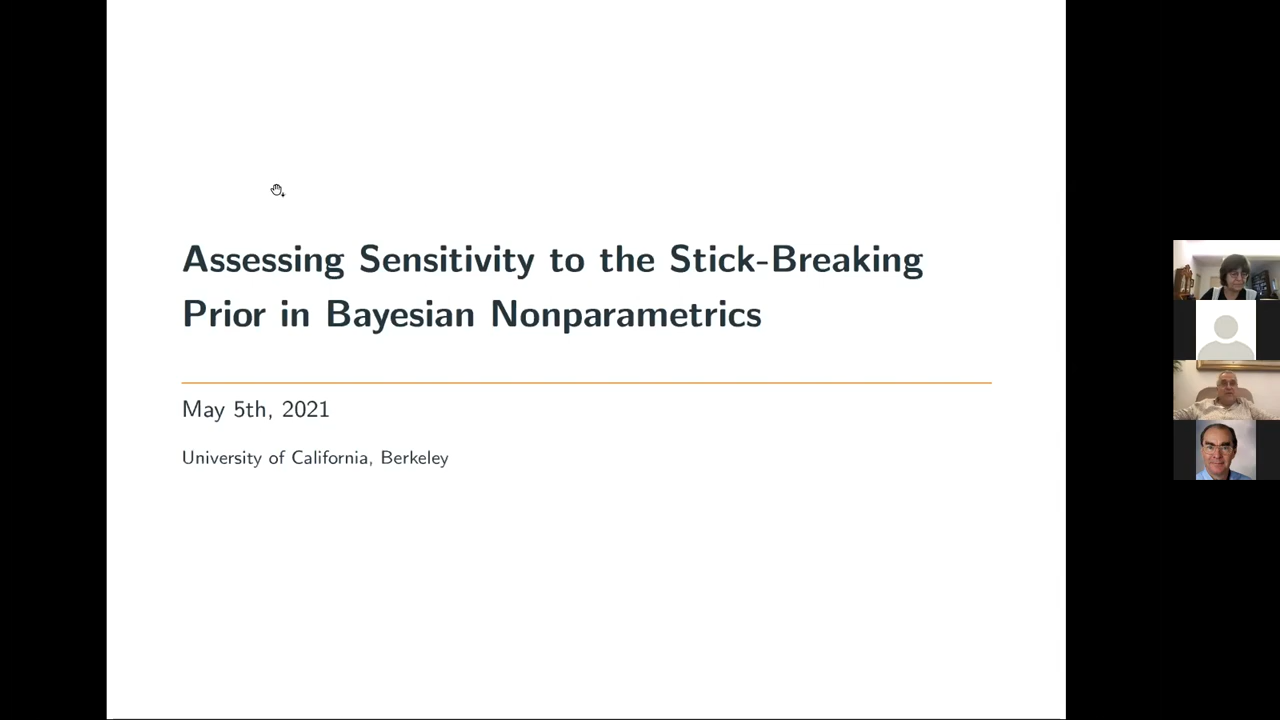 Assessing Sensitivity to the Stick-Breaking
Prior in Bayesian Nonparametrics
May 5th, 2021
University of California, Berkeley